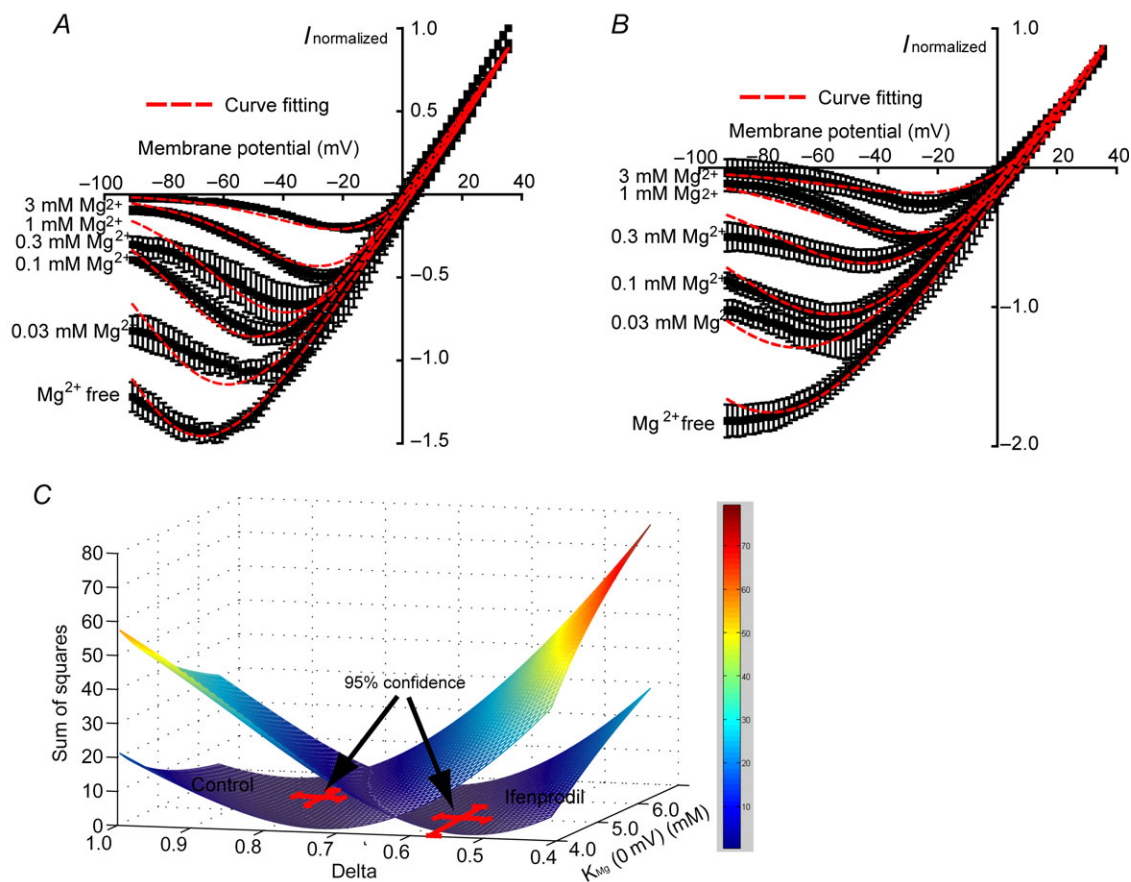 A
I normalized
1.0
0.5
Curve fitting
Membrane potential (mV)
−100 −80 −60 −40 −20 20 40
3 mM Mg2+
1 mM Mg2+
0.3 mM Mg2+
0.1 mM Mg2+
0.03 mM Mg2
Mg2+ free
−0.5
−1.0
−1.5
B
I normalized
1.0
Curve fitting
Membrane potential (mV)
−100 −80 −60 −40 −20 20 40
3 mM Mg2+
1 mM Mg2+
0.3 mM Mg2+
0.1 mM Mg2+
0.03 mM Mg2
Mg2+ free
−1.0
−2.0
C
Sum of squares
80
70
60
50
40
30
20
10
0
95% confidence
Control
Ifenprodil
1.0 0.9 0.8 0.7 0.6 0.5 0.4
Delta
4.0 5.0 6.0
KMg (0 mV) (mM)
70
60
50
40
30
20
10